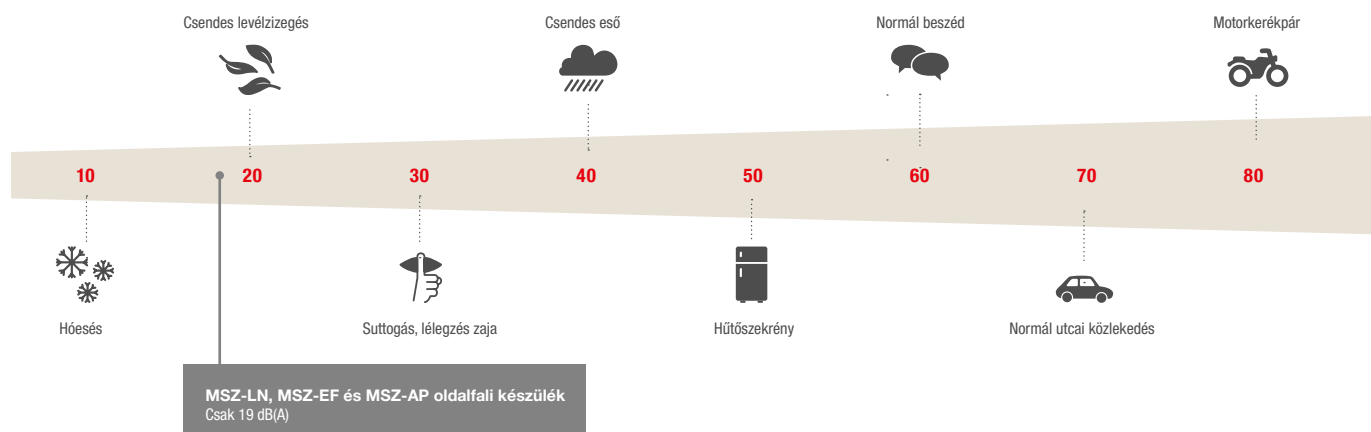 Csendes levélzizegés
Csendes eső
Normál beszéd
Motorkerékpár
10 20 30 40 50 60 70 80
Hóesés
Suttogás, lélegzés zaja
Hűtőszekrény
Normál utcai közlekedés
MSZ-LN, MSZ-EF és MSZ-AP oldalfali készülék
Csak 19 dB(A)